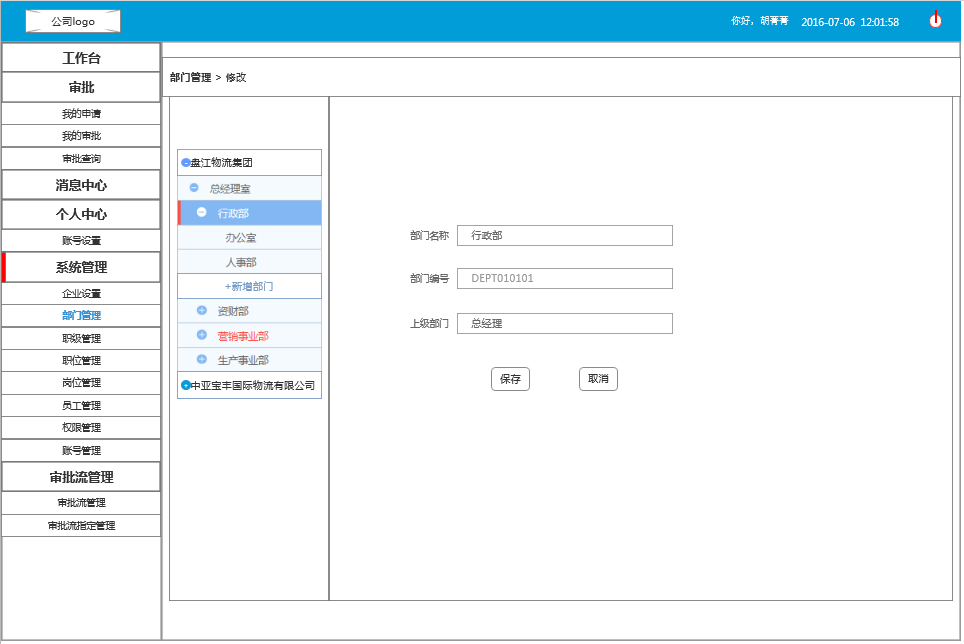 公司logo
你好，胡菁菁 2016-07-06 12:01:58
工作台
审批
我的申请
我的审批
审批查询
消息中心
个人中心
账号设置
系统管理
企业设置
部门管理
职级管理
职位管理
岗位管理
员工管理
权限管理
账号管理
审批流管理
审批流管理
审批流指定管理
部门管理 > 修改
盘江物流集团
总经理室
行政部
办公室
人事部
+新增部门
资财部
营销事业部
生产事业部
中亚宝丰国际物流有限公司
部门名称 行政部
部门编号 DEPT010101
上级部门 总经理
保存 取消